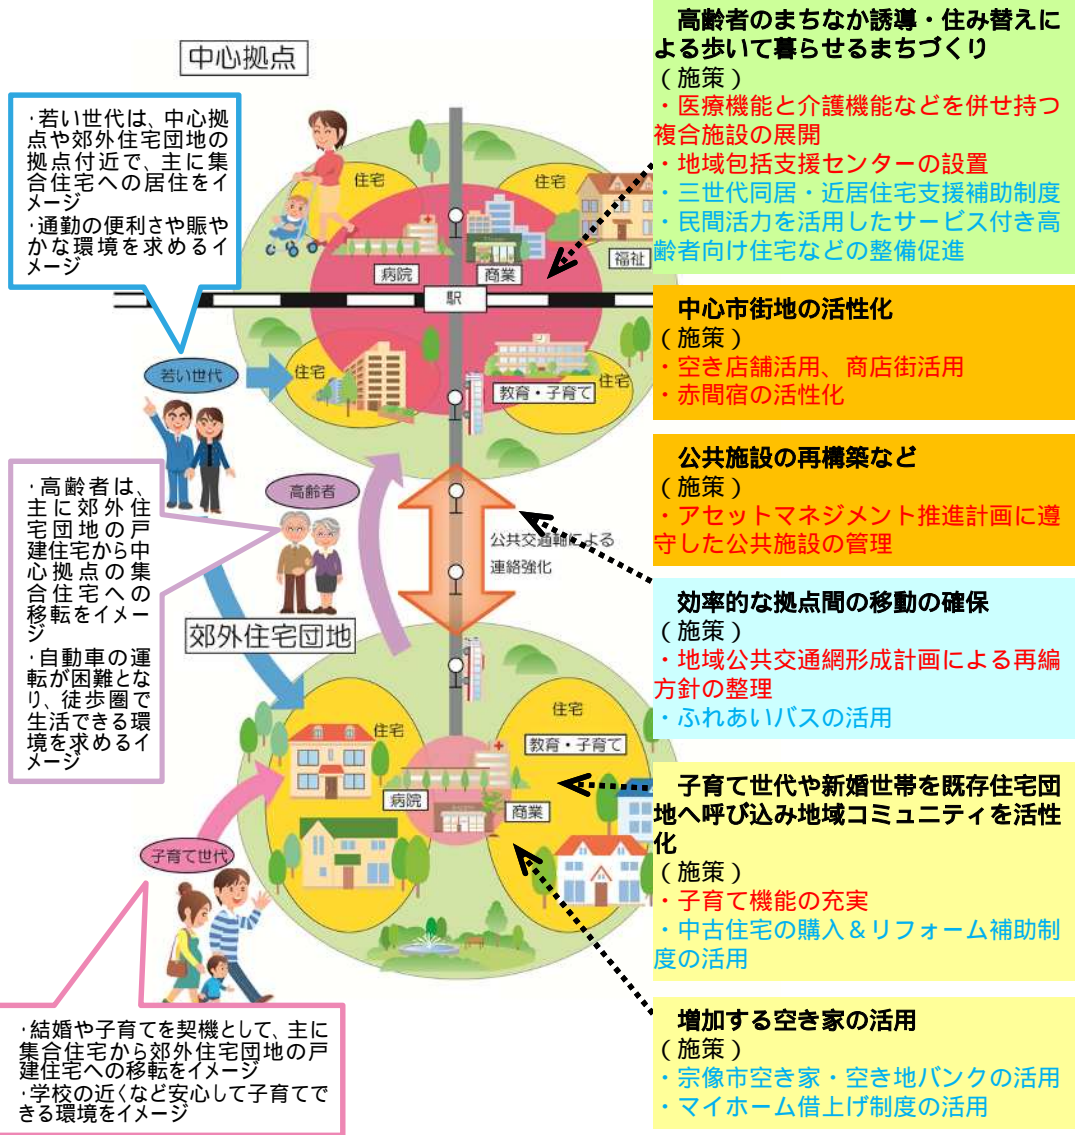 中心拠点
・若い世代は、中心拠
点や郊外住宅団地の
拠点付近で、主に集
合住宅への居住をイ
メージ
・通勤の便利さや賑や
かな環境を求めるイ
メージ
住宅
住宅
福祉
病院
商業
駅
若い世代
住宅
教育・子育て
住宅
・高齢者は、
主に郊外住
宅団地の戸
建住宅から中
心拠点の集
合住宅への
移転をイメー
ジ
・自動車の運
転が困難とな
り、徒歩圏で
生活できる環
境を求めるイ
メージ
高齢者
公共交通軸による
連絡強化
郊外住宅団地
住宅
住宅
教育・子育て
病院
商業
子育て世代
・結婚や子育てを契機として、主に
集合住宅から郊外住宅団地の戸
建住宅への移転をイメージ
・学校の近くなど安心して子育てで
きる環境をイメージ
高齢者のまちなか誘導・住み替えに
よる歩いて暮らせるまちづくり
(施策)
・医療機能と介護機能などを併せ持つ
複合施設の展開
・地域包括支援センターの設置
・三世代同居・近居住宅支援補助制度
・民間活力を活用したサービス付き高
齢者向け住宅などの整備促進
中心市街地の活性化
(施策)
・空き店舗活用、商店街活用
・赤間宿の活性化
公共施設の再構築など
(施策)
・アセットマネジメント推進計画に遵
守した公共施設の管理
効率的な拠点間の移動の確保
(施策)
・地域公共交通網形成計画による再編
方針の整理
・ふれあいバスの活用
子育て世代や新婚世帯を既存住宅団
地へ呼び込み地域コミュニティを活性
化
(施策)
・子育て機能の充実
・中古住宅の購入&リフォーム補助制
度の活用
増加する空き家の活用
(施策)
・宗像市空き家・空き地バンクの活用
・マイホーム借上げ制度の活用